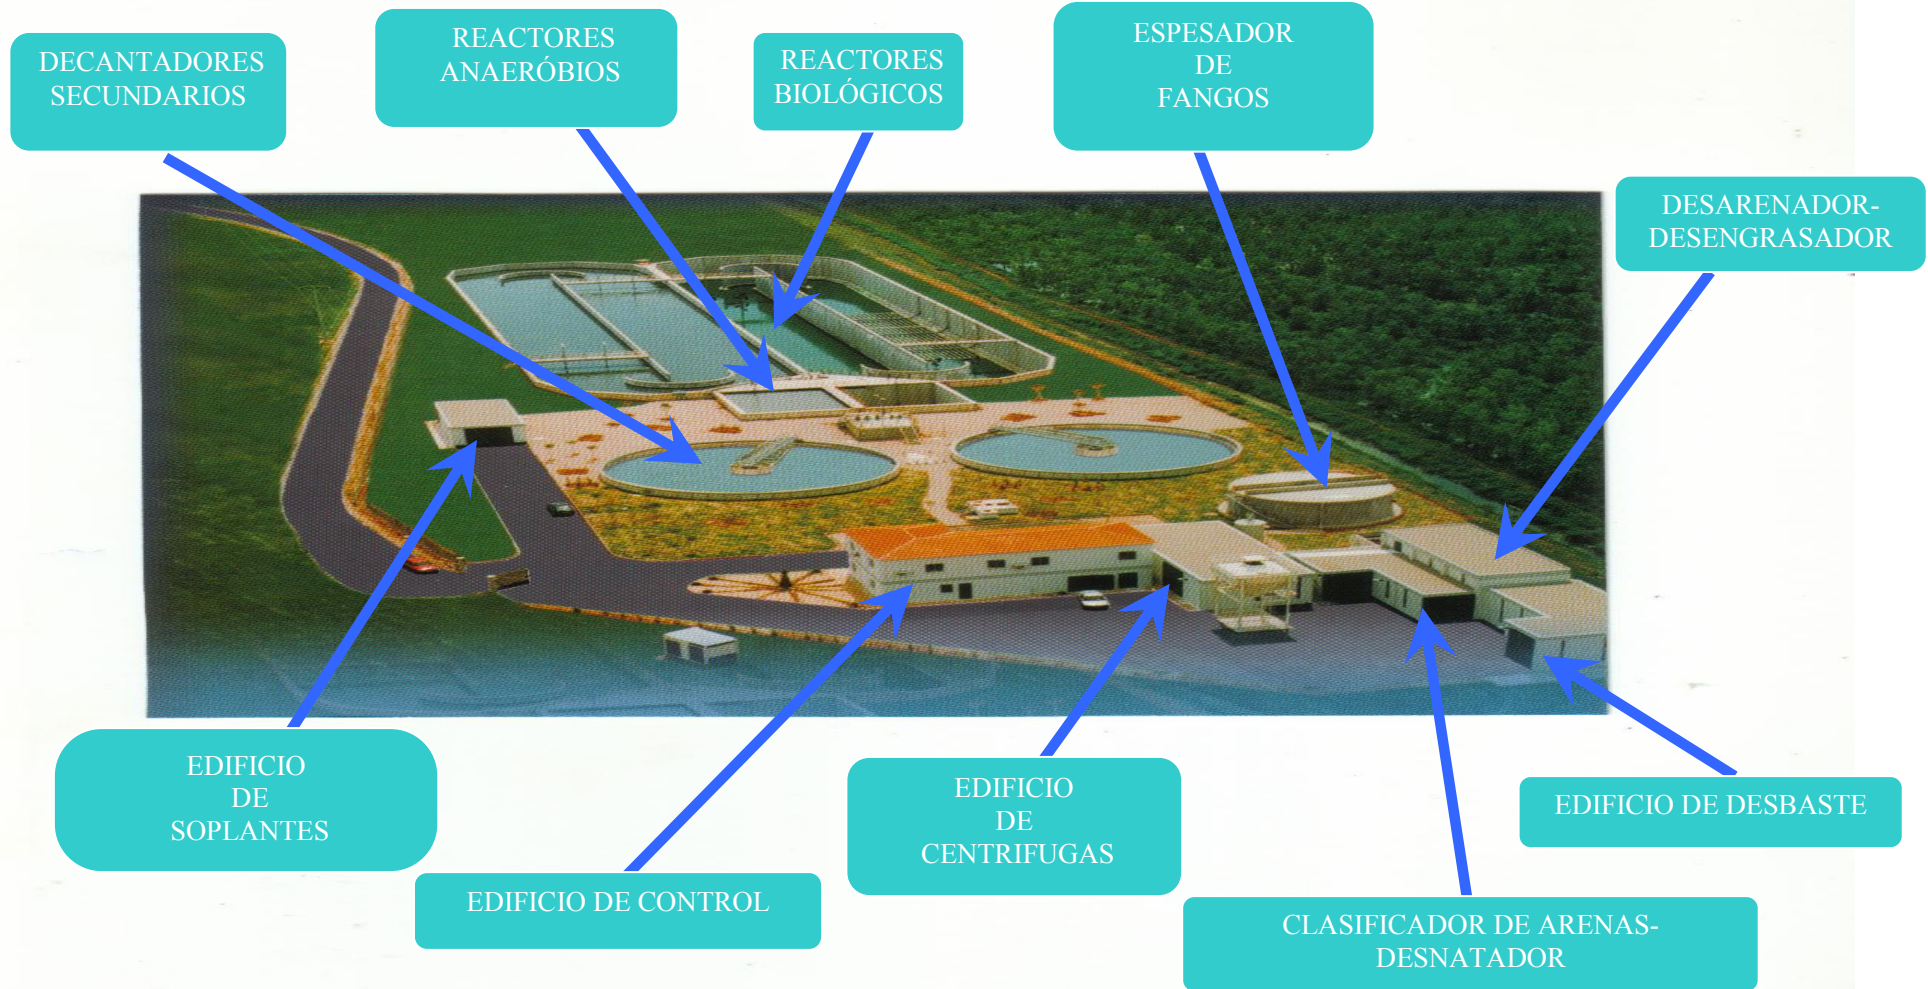 DECANTADORES
SECUNDARIOS
REACTORES
ANAERÓBIOS
REACTORES
BIOLÓGICOS
ESPESADOR
DE
FANGOS
DESARENADOR-
DESENGRASADOR
EDIFICIO
DE
SOPLANTES
EDIFICIO DE CONTROL
EDIFICIO
DE
CENTRIFUGAS
CLASIFICADOR DE ARENAS-
DESNATADOR
EDIFICIO DE DESBASTE